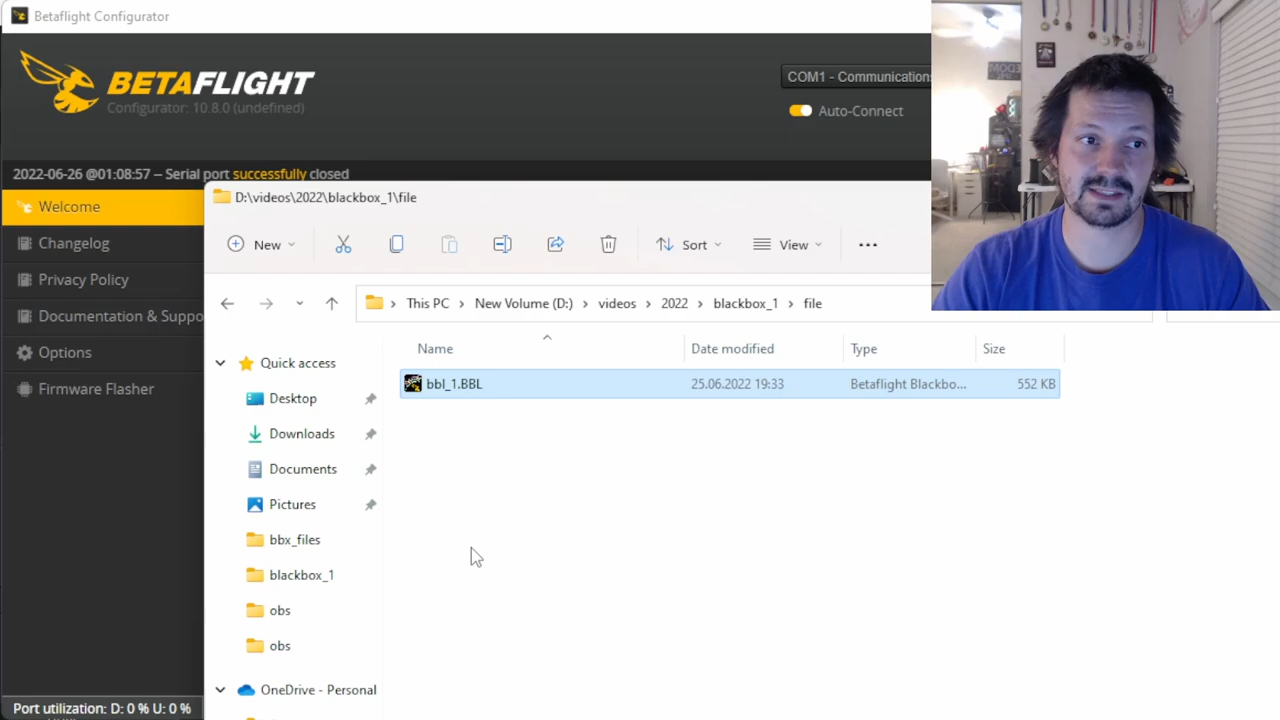 Betaflight Configurator
BETAFLIGHT
Configurator: 10.8.0 (undefined)
COM1 - Communications
Auto-Connect
2022-06-26 @01:08:57 – Serial port successfully closed
Welcome
Changelog
Privacy Policy
Documentation & Suppo
Options
Firmware Flasher
D:\videos\2022\blackbox_1\file
New
Sort
View
This PC > New Volume (D:) > videos > 2022 > blackbox_1 > file
Name Date modified Type Size
bbl_1.BBL 25.06.2022 19:33 Betaflight Blackbo... 552 KB
Quick access
Desktop
Downloads
Documents
Pictures
bbx_files
blackbox_1
obs
obs
OneDrive - Personal
Port utilization: D: 0 % U: 0 %